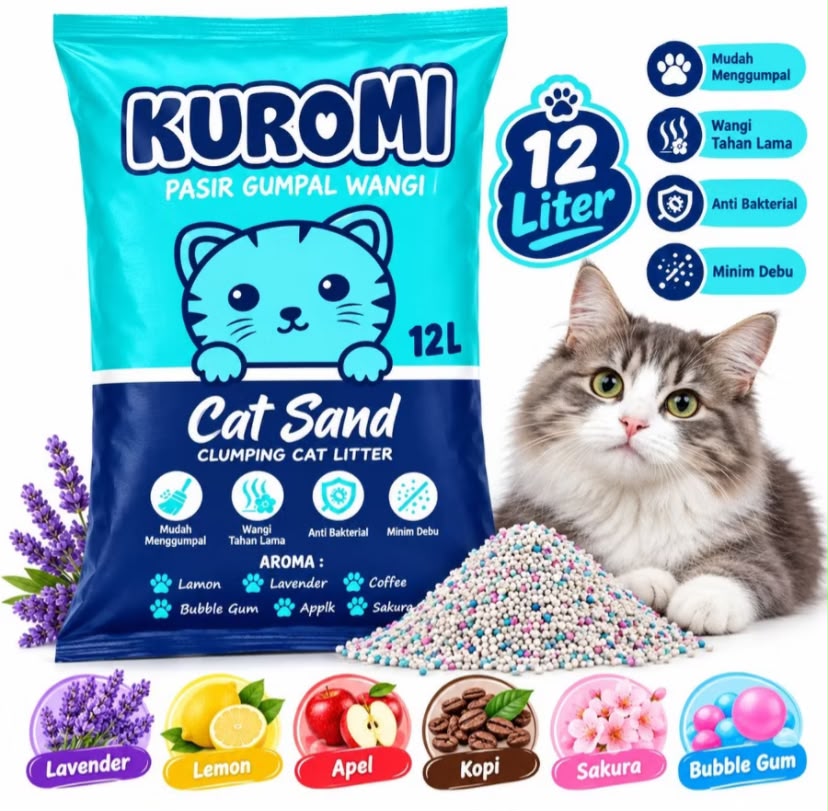 KUROMI
PASIR GUMPAL WANGI
12L
Cat Sand
CLUMPING CAT LITTER
Mudah
Menggumpal
Wangi
Tahan Lama
Anti Bakterial
Minim Debu
AROMA :
Lamon
Lavender
Coffee
Bubble Gum
Applk
Sakura
12
Liter
Mudah
Menggumpal
Wangi
Tahan Lama
Anti Bakterial
Minim Debu
Lavender
Lemon
Apel
Kopi
Sakura
Bubble Gum